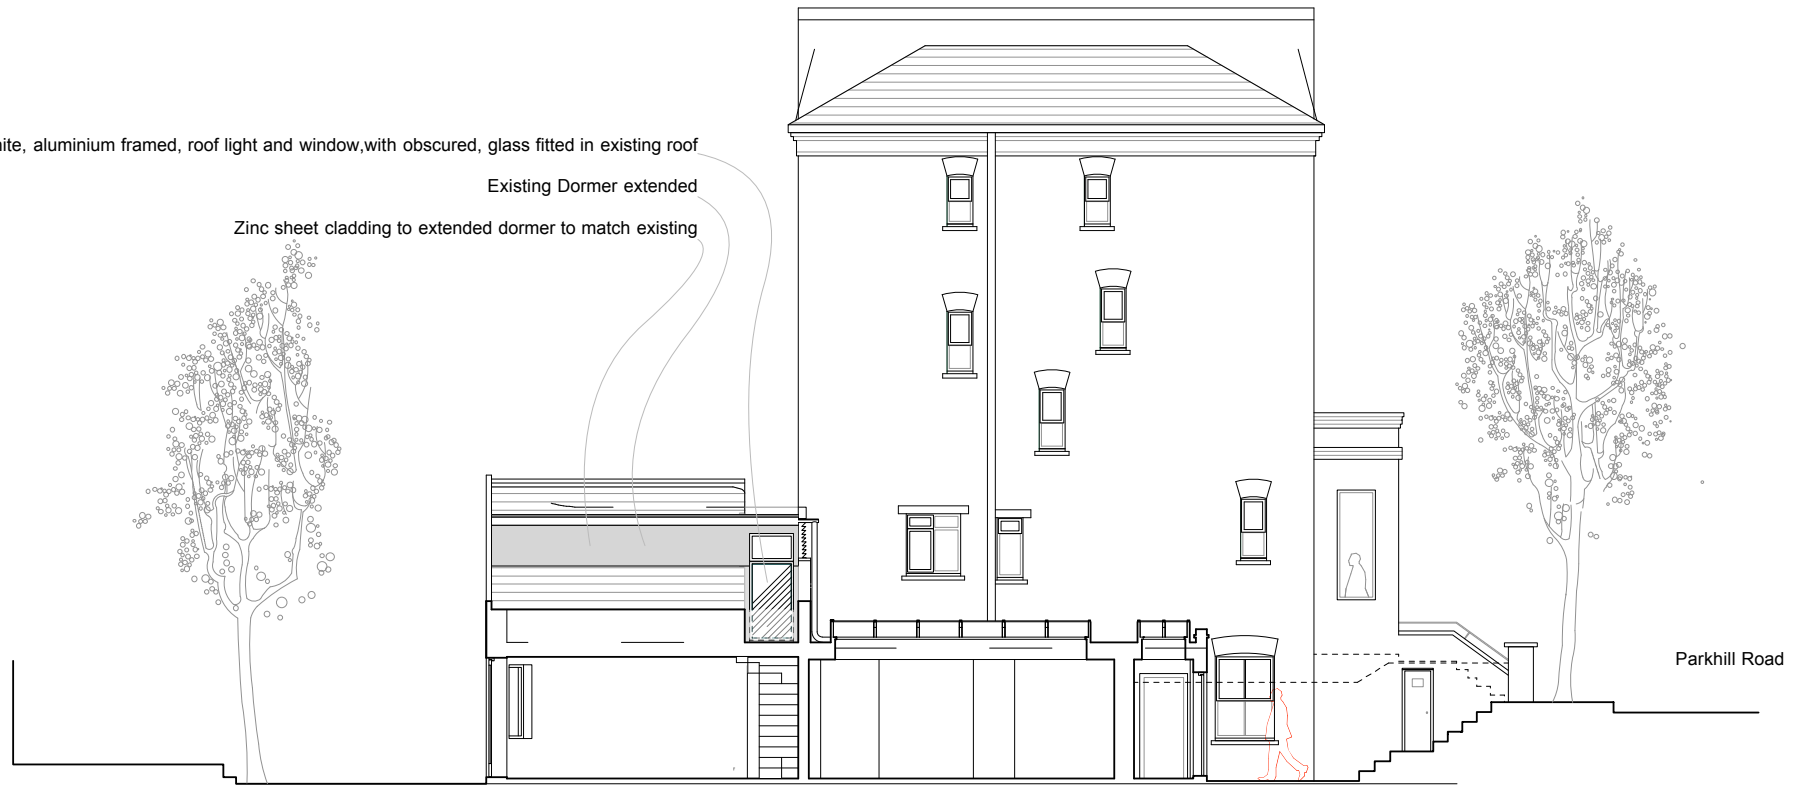 aluminium framed, roof light and window,with obscured, glass fitted in existing roof
Existing Dormer extended
Zinc sheet cladding to extended dormer to match existing
Parkhill Road